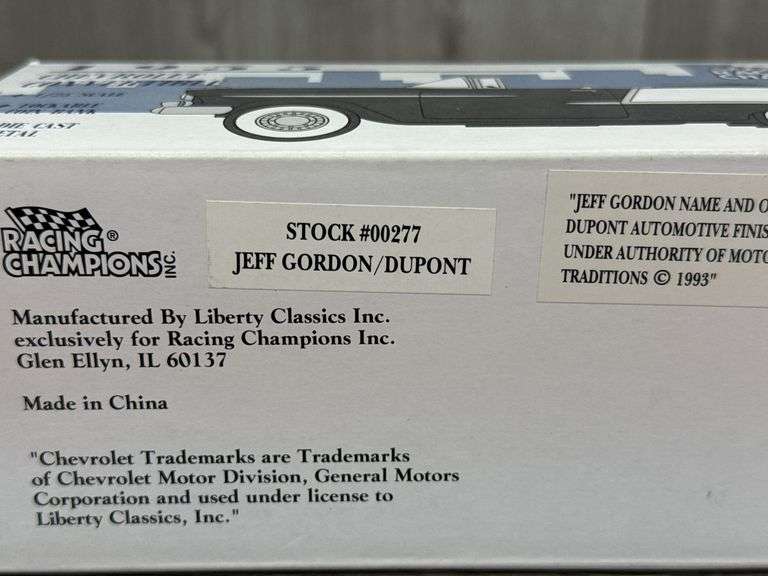 CHEVROLET
RACING®
CHAMPIONS INC.
STOCK #00277
JEFF GORDON/DUPONT
"JEFF GORDON NAME AND
DUPONT AUTOMOTIVE
UNDER AUTHORITY OF
TRADITIONS © 1993"
Manufactured By Liberty Classics Inc.
exclusively for Racing Champions Inc.
Glen Ellyn, IL 60137
Made in China
"Chevrolet Trademarks are Trademarks
of Chevrolet Motor Division, General Motors
Corporation and used under license to
Liberty Classics, Inc."